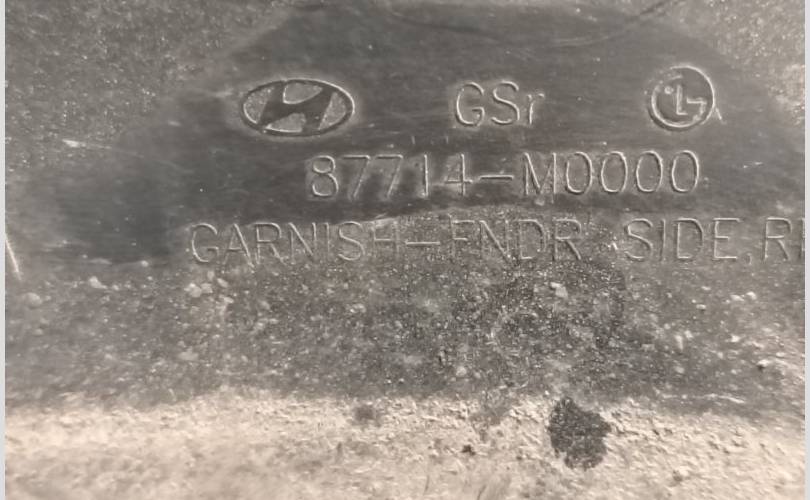 GSr
87714-M0000
GARNISH-FNDR SIDE,R